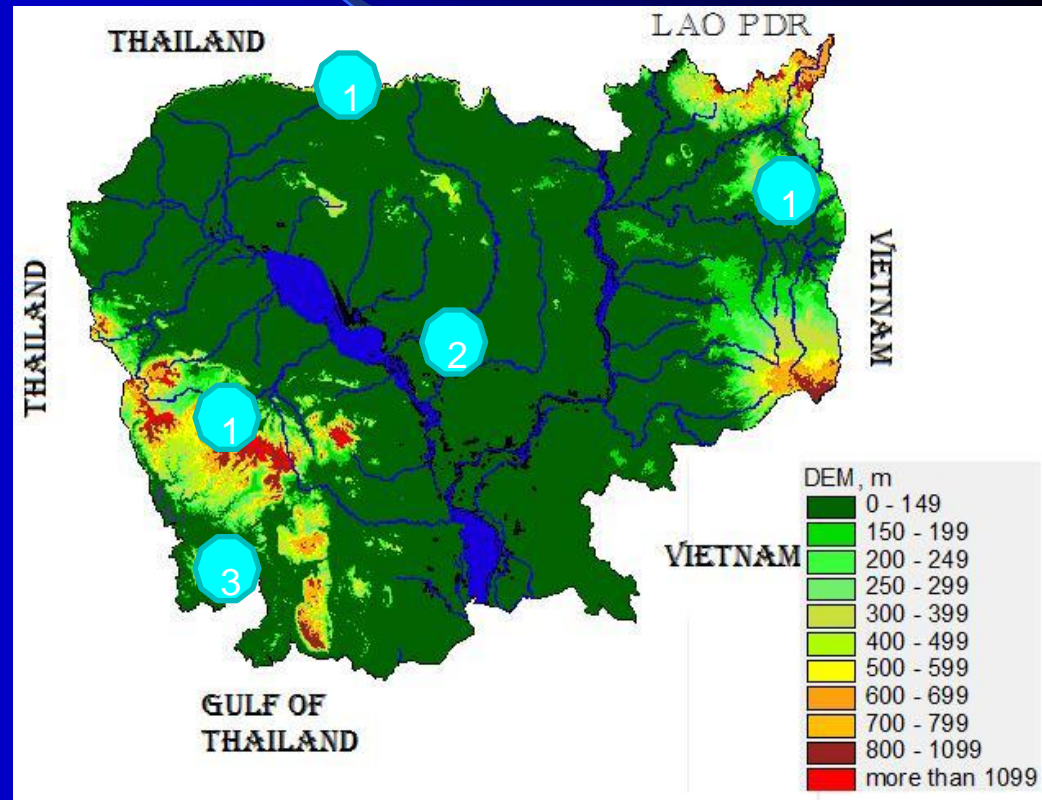 THAILAND
LAO PDR
1
1
THAILAND
VIETNAM
2
1
3
VIETNAM
GULF OF
THAILAND
DEM, m
0 - 149
150 - 199
200 - 249
250 - 299
300 - 399
400 - 499
500 - 599
600 - 699
700 - 799
800 - 1099
more than 1099